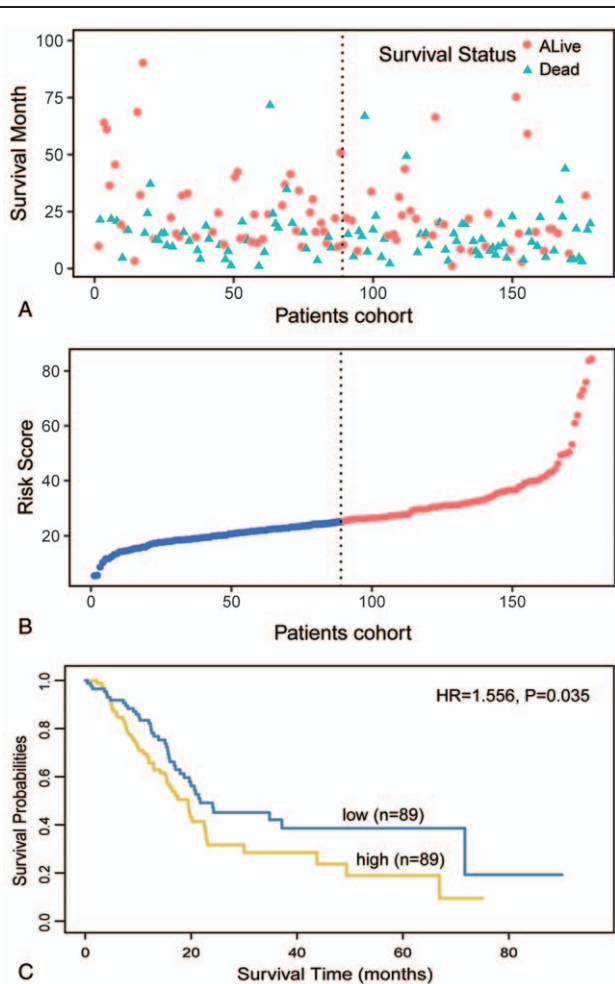 100
75
50
25
0
Survival Month
Survival Status
ALive
Dead
0 50 100 150
A
Patients cohort
80
60
40
20
Risk Score
0 50 100 150
B
Patients cohort
1.0
0.8
0.6
0.4
0.2
0.0
Survival Probabilities
HR=1.556, P=0.035
low (n=89)
high (n=89)
0 20 40 60 80
C
Survival Time (months)